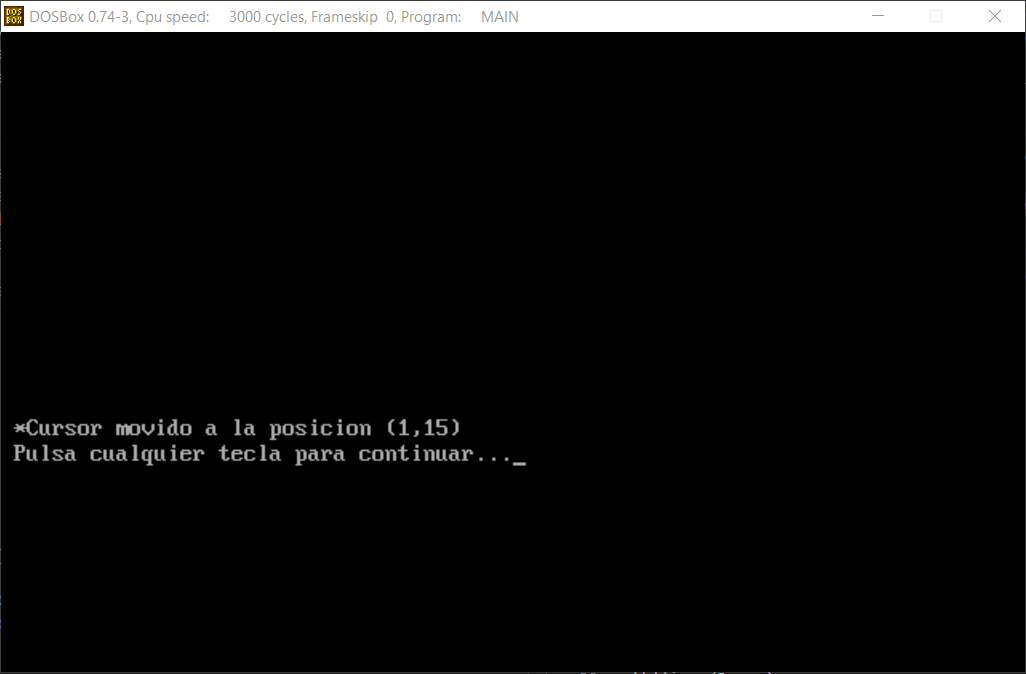 DOSBox 0.74-3, Cpu speed: 3000 cycles, Frameskip 0, Program: MAIN
*Cursor movido a la posicion (1,15)
Pulsa cualquier tecla para continuar..._